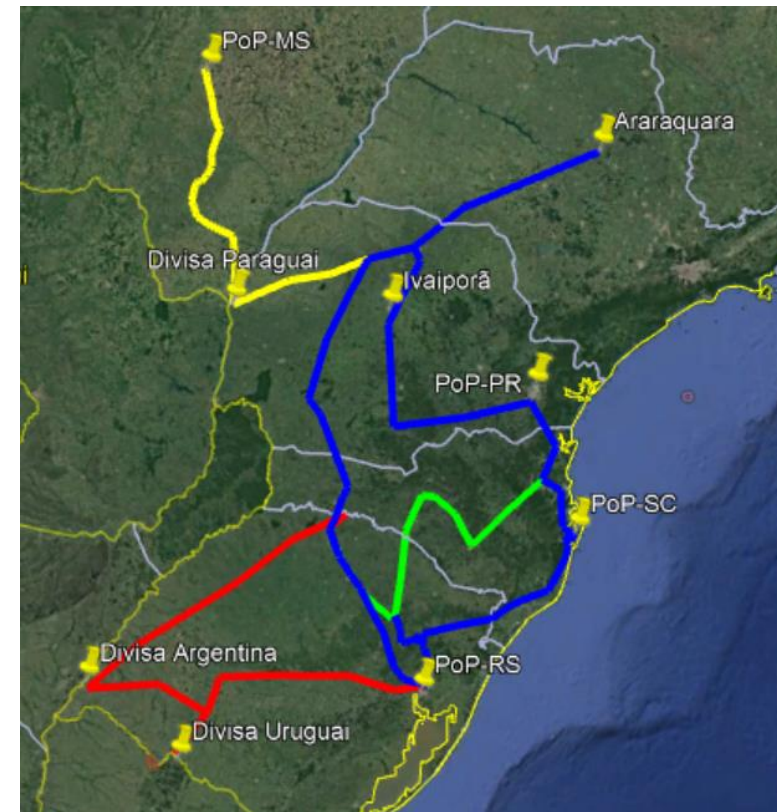 PoP-MS
Araraquara
Divisa Paraguai
i
Ivaiporã
PoP-PR
PoP-SC
Divisa Argentina
PoP-RS
Divisa Uruguai